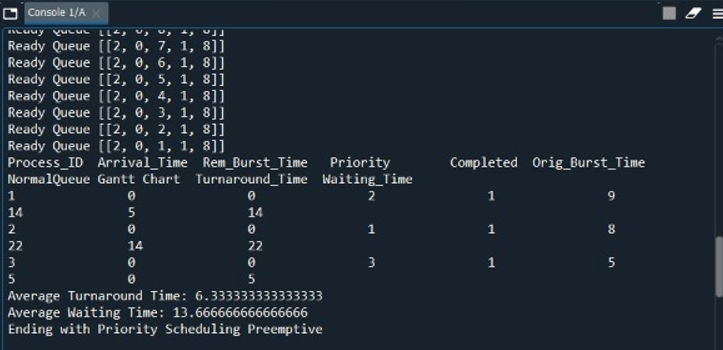 Console 1/A
Ready Queue [[2, 0, 8, 1, 8]]
Ready Queue [[2, 0, 7, 1, 8]]
Ready Queue [[2, 0, 6, 1, 8]]
Ready Queue [[2, 0, 5, 1, 8]]
Ready Queue [[2, 0, 4, 1, 8]]
Ready Queue [[2, 0, 3, 1, 8]]
Ready Queue [[2, 0, 2, 1, 8]]
Ready Queue [[2, 0, 1, 1, 8]]
Process_ID Arrival_Time Rem_Burst_Time Priority Completed Orig_Burst_Time
NormalQueue Gantt Chart Turnaround_Time Waiting_Time
1 0 0 2 1 9
14 5 14
2 0 0 1 1 8
22 14 22
3 0 0 3 1 5
5 0 5
Average Turnaround Time: 6.333333333333333
Average Waiting Time: 13.666666666666666
Ending with Priority Scheduling Preemptive